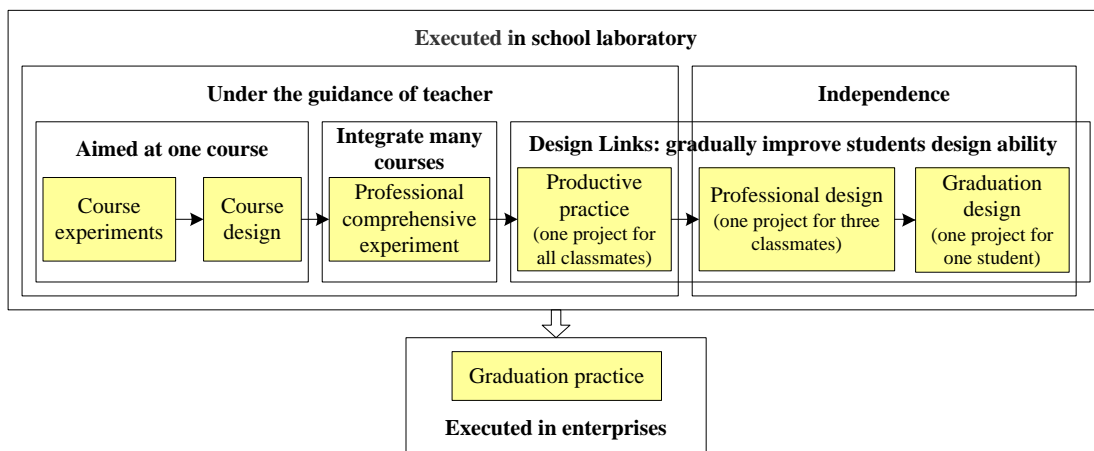 Executed in school laboratory
Under the guidance of teacher
Independence
Aimed at one course
Integrate many
courses
Design Links: gradually improve students design ability
Course
experiments
Course
design
Professional
comprehensive
experiment
Productive
practice
(one project for
all classmates)
Professional design
(one project for three
classmates)
Graduation
design
(one project for
one student)
Graduation practice
Executed in enterprises